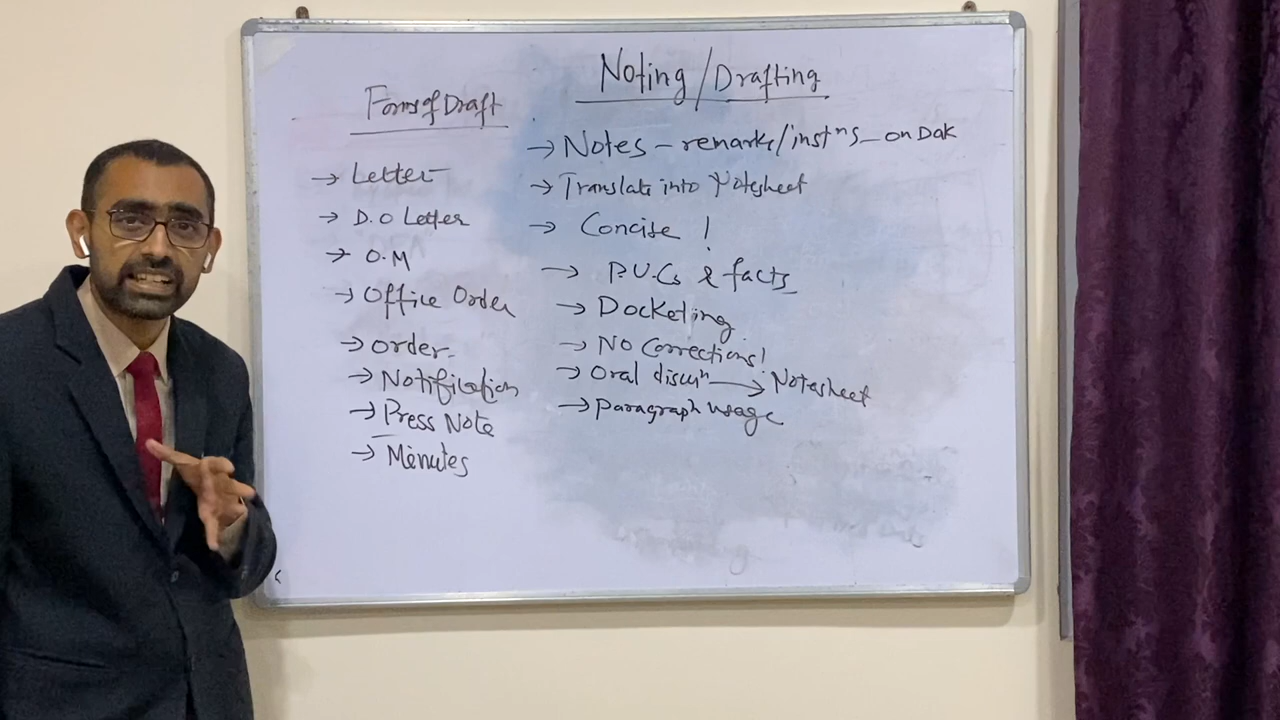 Noting/Drafting
Forms of Draft
→ Letter
→ D.O Letter
→ O.M
→ Office Order
→ Order
→ Notification
→ Press Note
→ Minutes
→ Notes – remarks/instns – on Dak
→ Translate into Notesheet
→ Concise !
→ P.U.Cs & facts
→ Docketing
→ No Corrections!
→ Oral discun → Notesheet
→ Paragraph usage